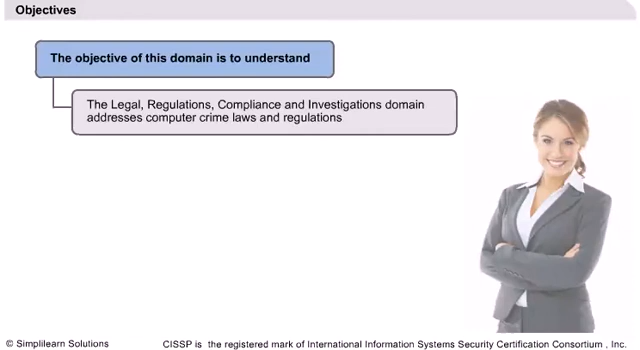 Objectives
The objective of this domain is to understand
The Legal, Regulations, Compliance and Investigations domain
addresses computer crime laws and regulations
© Simplilearn Solutions
CISSP is the registered mark of International Information Systems Security Certification Consortium , Inc.